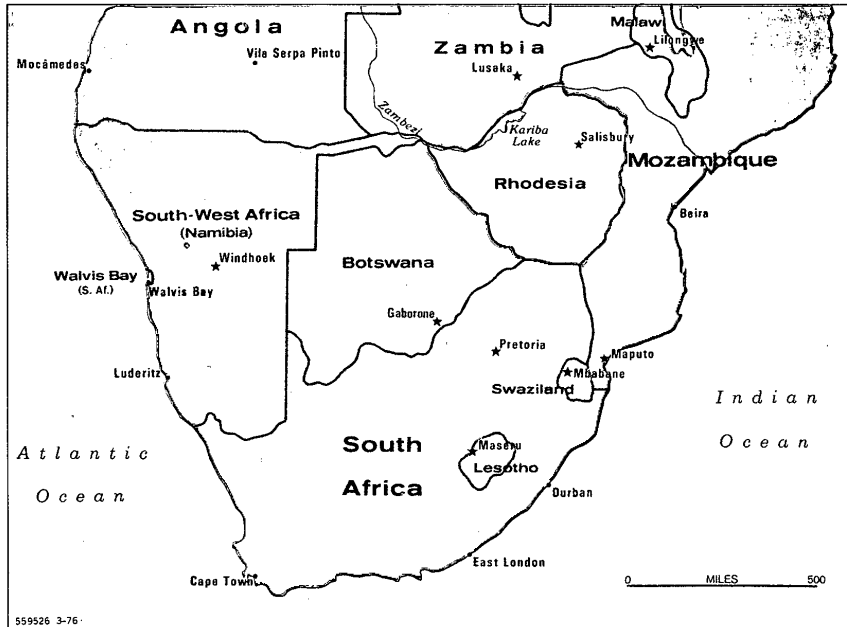 Angola
Vila Serpa Pinto
Mocâmedes
Zambia
Lusaka
Malawi
Lilongwe
Zambezi
Kariba
Lake
Salisbury
Mozambique
Rhodesia
Beira
South-West Africa
(Namibia)
Windhoek
Walvis Bay
(S. Af.)
Walvis Bay
Botswana
Gaborone
Pretoria
Maputo
Mbabane
Swaziland
Luderitz
Indian
Ocean
Atlantic
Ocean
South
Africa
Maseru
Lesotho
Durban
East London
Cape Town
0 MILES 500
559526 3-76